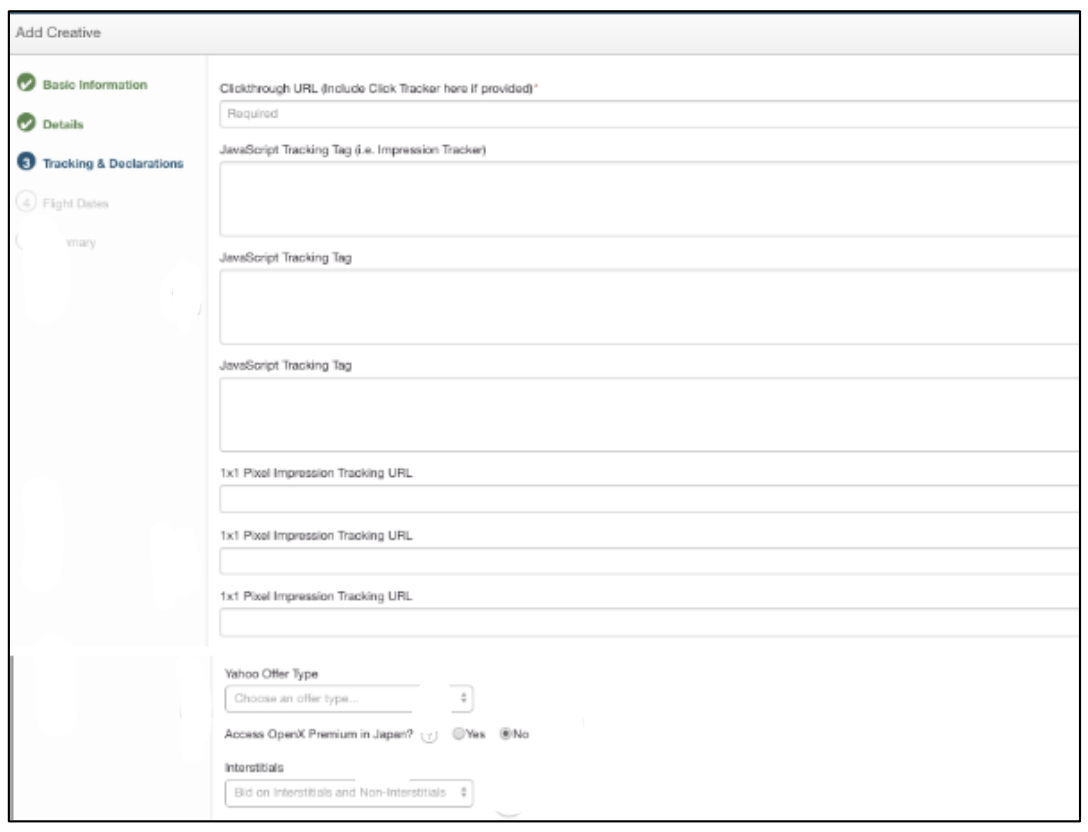 Add Creative
Basic Information
Details
3 Tracking & Declarations
4 Flight Dates
mary
Clickthrough URL (Include Click Tracker here if provided)*
Required
JavaScript Tracking Tag (i.e. Impression Tracker)
JavaScript Tracking Tag
JavaScript Tracking Tag
1x1 Pixel Impression Tracking URL
1x1 Pixel Impression Tracking URL
1x1 Pixel Impression Tracking URL
Yahoo Offer Type
Choose an offer type...
Access OpenX Premium in Japan? ? Yes No
Interstitials
Bid on Interstitials and Non-Interstitials